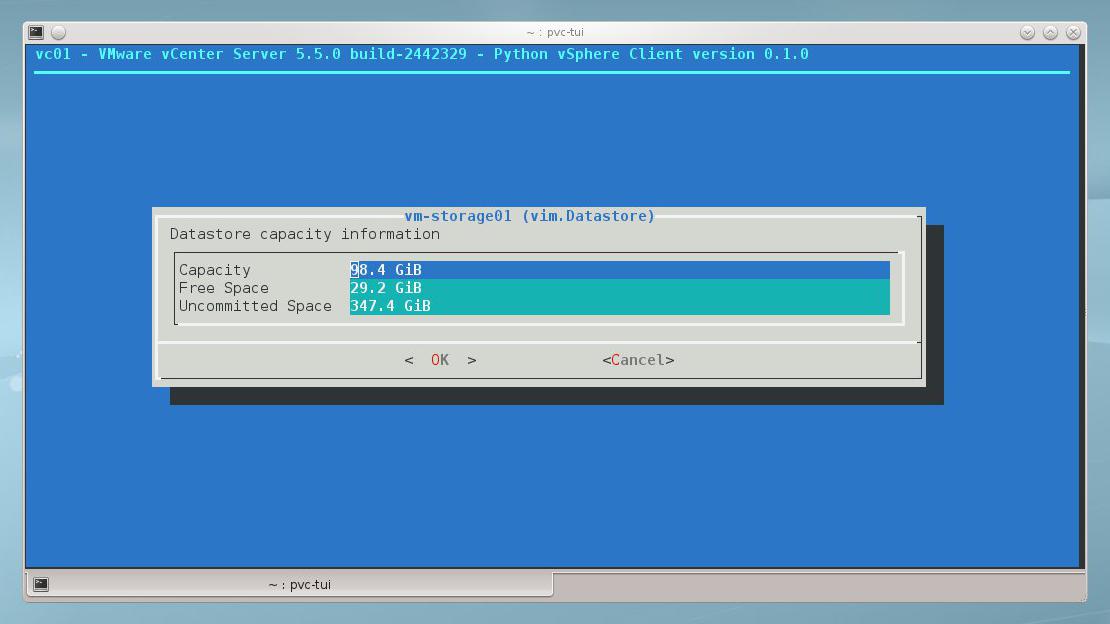 ~ : pvc-tui
vc01 - VMware vCenter Server 5.5.0 build-2442329 - Python vSphere Client version 0.1.0
vm-storage01 (vim.Datastore)
Datastore capacity information
Capacity 98.4 GiB
Free Space 29.2 GiB
Uncommitted Space 347.4 GiB
< OK > <Cancel>
~ : pvc-tui